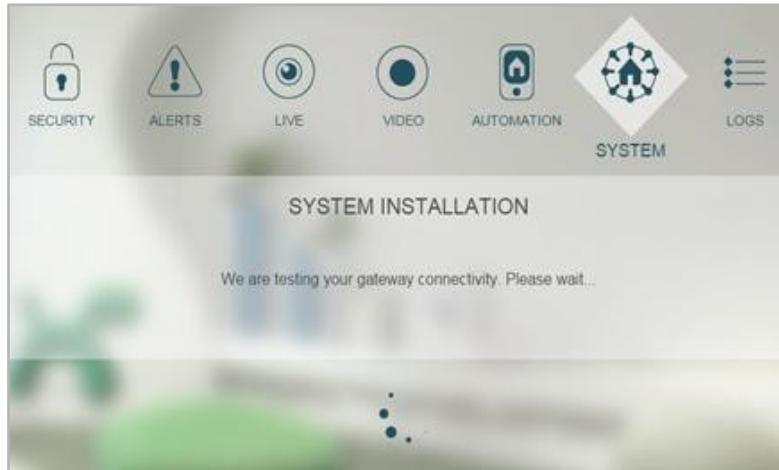 SECURITY
ALERTS
LIVE
VIDEO
AUTOMATION
SYSTEM
LOGS
SYSTEM INSTALLATION
We are testing your gateway connectivity. Please wait...